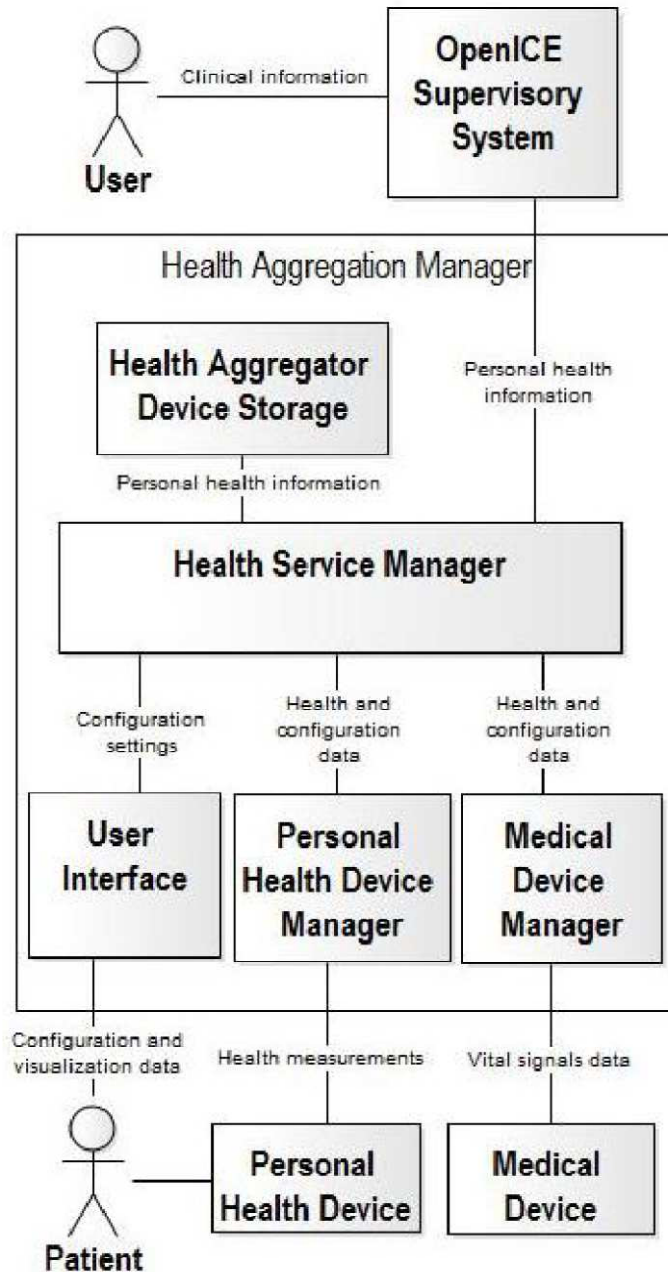 Clinical information
User
OpenICE
Supervisory
System
Health Aggregation Manager
Health Aggregator
Device Storage
Personal health
information
Personal health information
Health Service Manager
Configuration
settings
Health and
configuration
data
Health and
configuration
data
User
Interface
Personal
Health Device
Manager
Medical
Device
Manager
Configuration and
visualization data
Health measurements
Vital signals data
Patient
Personal
Health Device
Medical
Device